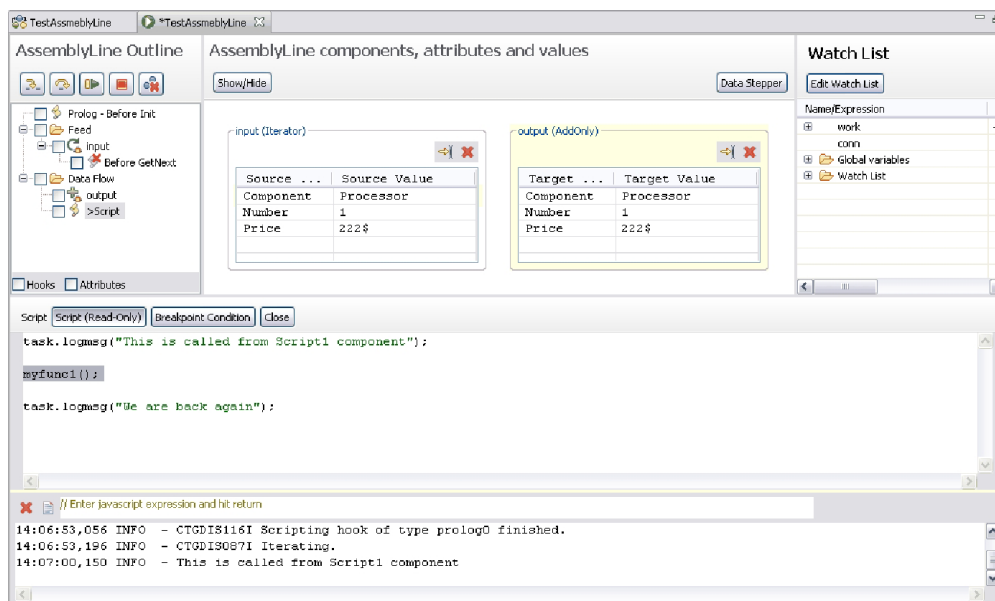 TestAssmeblyLine
*TestAssmeblyLine
AssemblyLine Outline
AssemblyLine components, attributes and values
Watch List
Show/Hide
Data Stepper
Edit Watch List
Prolog - Before Init
Feed
input
Before GetNext
Data Flow
output
>Script
Hooks
Attributes
input (Iterator)
Source ... Source Value
Component Processor
Number 1
Price 222$
output (AddOnly)
Target ... Target Value
Component Processor
Number 1
Price 222$
Name/Expression
work
conn
Global variables
Watch List
Script Script (Read-Only) Breakpoint Condition Close
task.logmsg("This is called from Script1 component");
myfunc1();
task.logmsg("We are back again");
// Enter javascript expression and hit return
14:06:53,056 INFO - CTGDIS116I Scripting hook of type prolog0 finished.
14:06:53,196 INFO - CTGDIS087I Iterating.
14:07:00,150 INFO - This is called from Script1 component